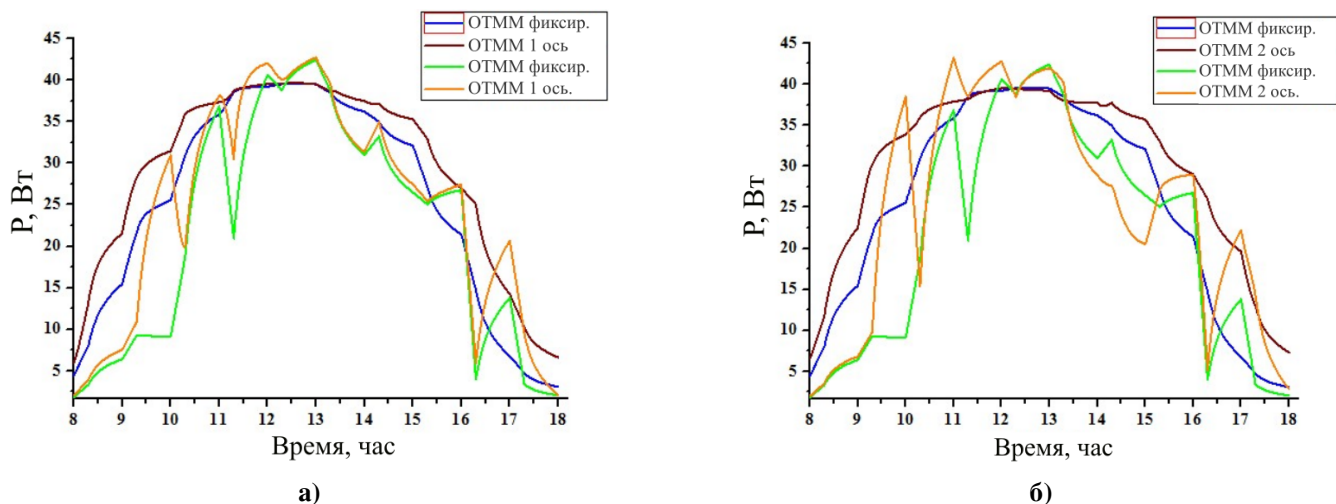 ОТММ фиксир.
ОТММ 1 ось
ОТММ фиксир.
ОТММ 1 ось.
P, Вт
45
40
35
30
25
20
15
10
5
8 9 10 11 12 13 14 15 16 17 18
Время, час
а)
ОТММ фиксир.
ОТММ 2 ось
ОТММ фиксир.
ОТММ 2 ось.
P, Вт
45
40
35
30
25
20
15
10
5
8 9 10 11 12 13 14 15 16 17 18
Время, час
б)